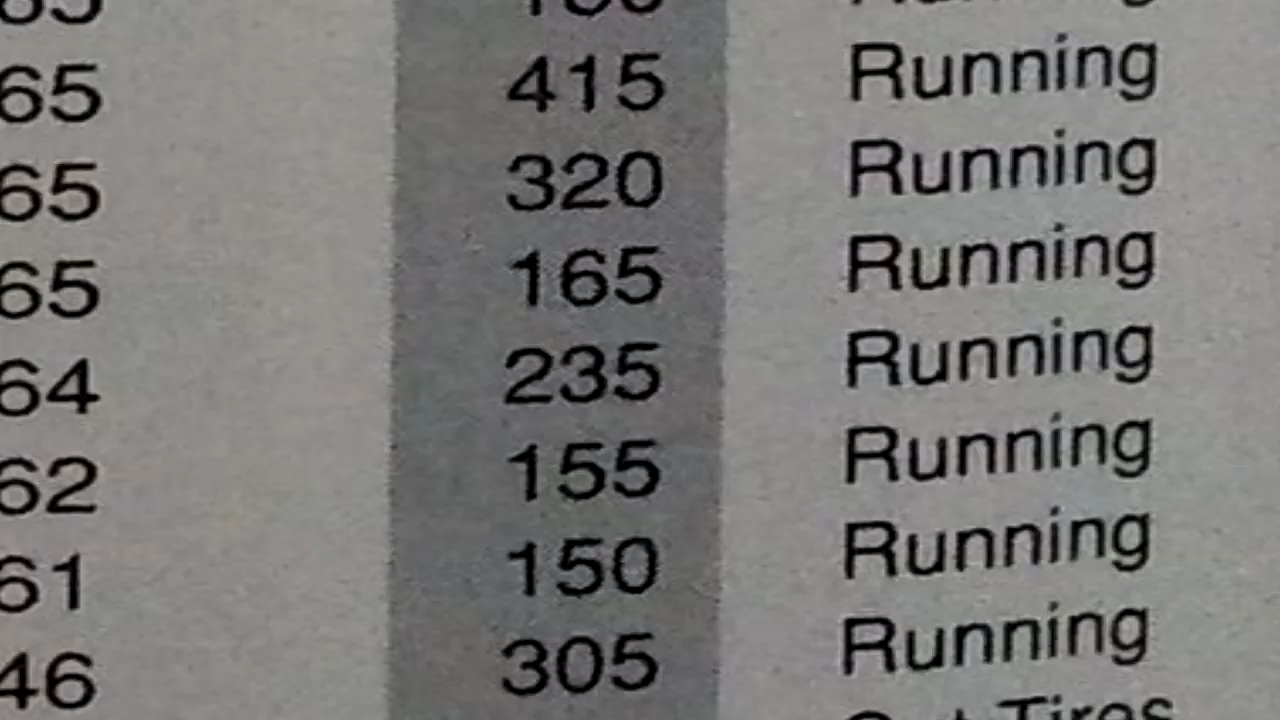 65 415 Running
65 320 Running
65 165 Running
64 235 Running
62 155 Running
61 150 Running
46 305 Running
Tires